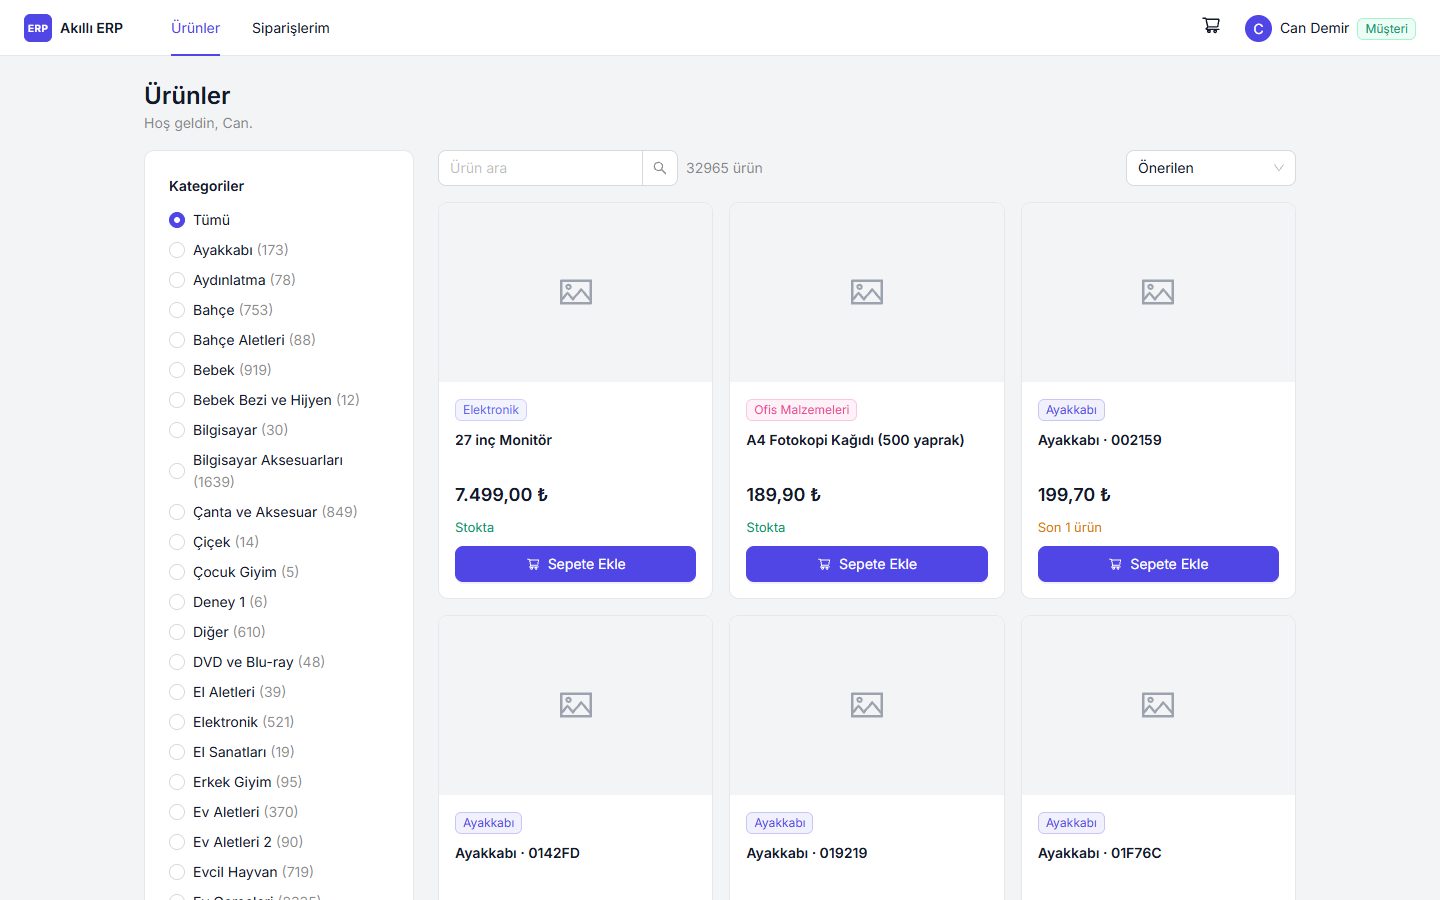 ERP Akıllı ERP Ürünler Siparişlerim C Can Demir Müşteri
Ürünler
Hoş geldin, Can.
Kategoriler
Tümü
Ayakkabı (173)
Aydınlatma (78)
Bahçe (753)
Bahçe Aletleri (88)
Bebek (919)
Bebek Bezi ve Hijyen (12)
Bilgisayar (30)
Bilgisayar Aksesuarları
(1639)
Çanta ve Aksesuar (849)
Çiçek (14)
Çocuk Giyim (5)
Deney 1 (6)
Diğer (610)
DVD ve Blu-ray (48)
El Aletleri (39)
Elektronik (521)
El Sanatları (19)
Erkek Giyim (95)
Ev Aletleri (370)
Ev Aletleri 2 (90)
Evcil Hayvan (719)
Ürün ara 32965 ürün Önerilen
Elektronik
27 inç Monitör
7.499,00 ₺
Stokta
Sepete Ekle
Ofis Malzemeleri
A4 Fotokopi Kağıdı (500 yaprak)
189,90 ₺
Stokta
Sepete Ekle
Ayakkabı
Ayakkabı · 002159
199,70 ₺
Son 1 ürün
Sepete Ekle
Ayakkabı
Ayakkabı · 0142FD
Ayakkabı
Ayakkabı · 019219
Ayakkabı
Ayakkabı · 01F76C